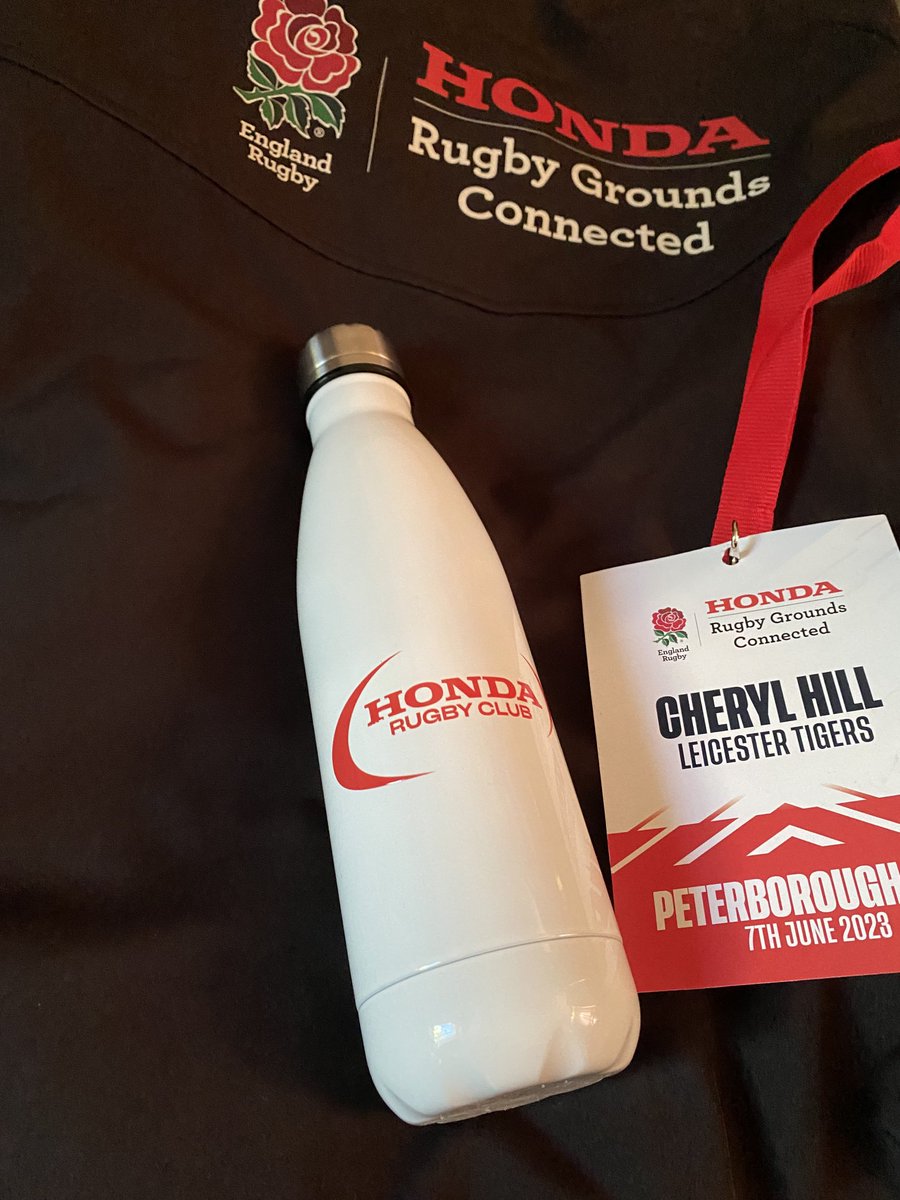 England
Rugby
HONDA
Rugby Grounds
Connected
HONDA
RUGBY CLUB
England
Rugby
HONDA
Rugby Grounds
Connected
CHERYL HILL
LEICESTER TIGERS
PETERBOROUGH
7TH JUNE 2023